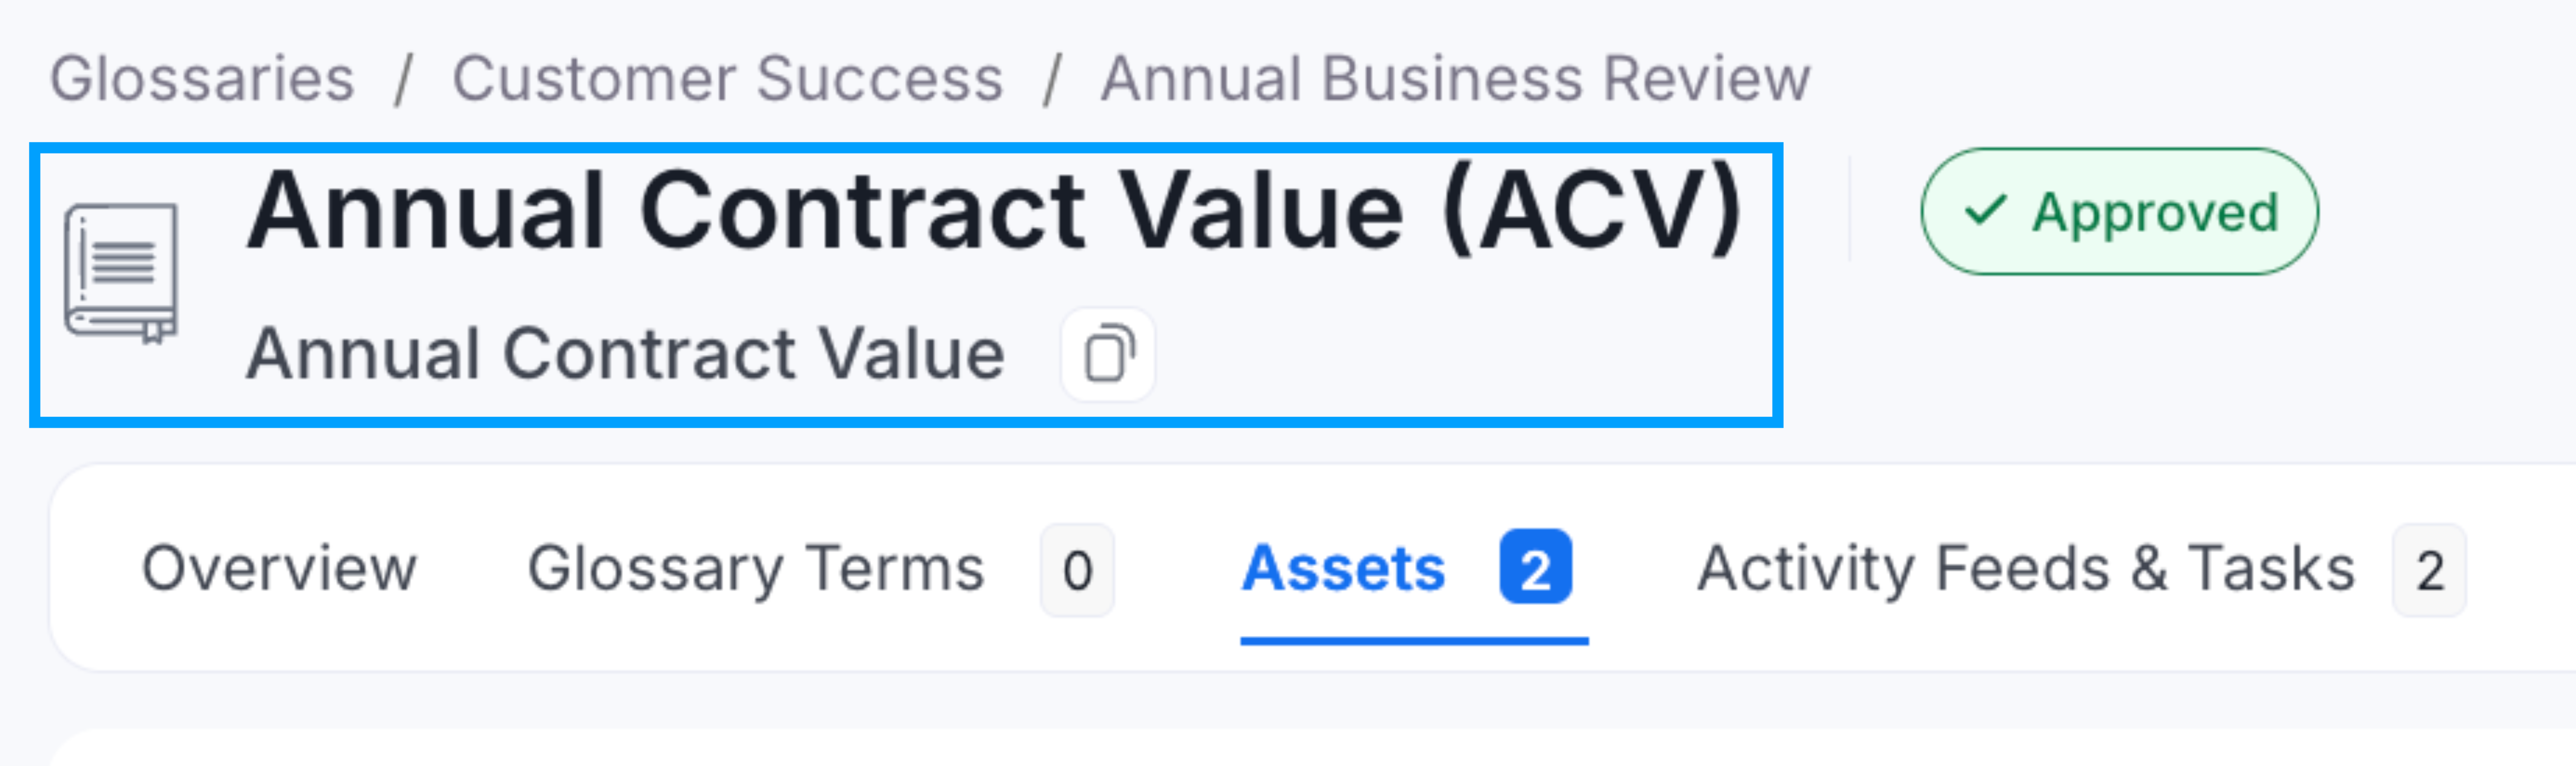 Glossaries / Customer Success / Annual Business Review
Annual Contract Value (ACV)
Approved
Annual Contract Value
Overview Glossary Terms 0 Assets 2 Activity Feeds & Tasks 2